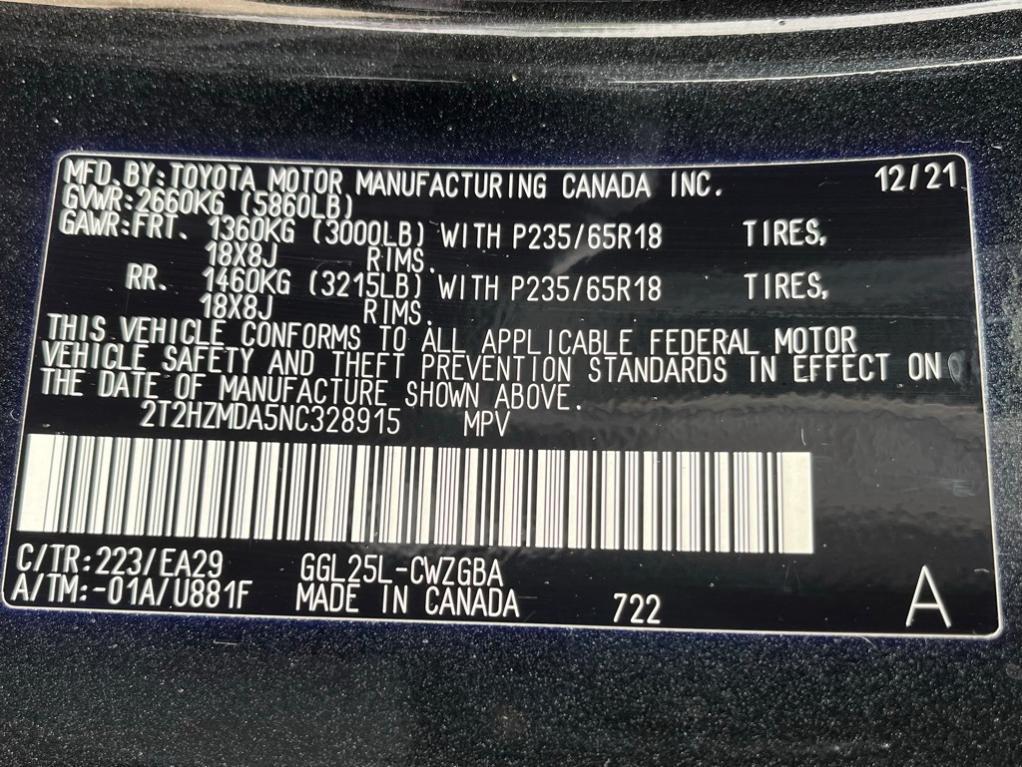 MFD. BY: TOYOTA MOTOR MANUFACTURING CANADA INC. 12/21
GVWR: 2660KG (5860LB)
GAWR: FRT. 1360KG (3000LB) WITH P235/65R18 TIRES,
18X8J RIMS.
RR. 1460KG (3215LB) WITH P235/65R18 TIRES,
18X8J RIMS.
THIS VEHICLE CONFORMS TO ALL APPLICABLE FEDERAL MOTOR
VEHICLE SAFETY AND THEFT PREVENTION STANDARDS IN EFFECT ON
THE DATE OF MANUFACTURE SHOWN ABOVE.
2T2HZMDA5NC328915 MPV
C/TR: 223/EA29 GGL25L-CWZGBA
A/TM: -01A/U881F MADE IN CANADA 722 A